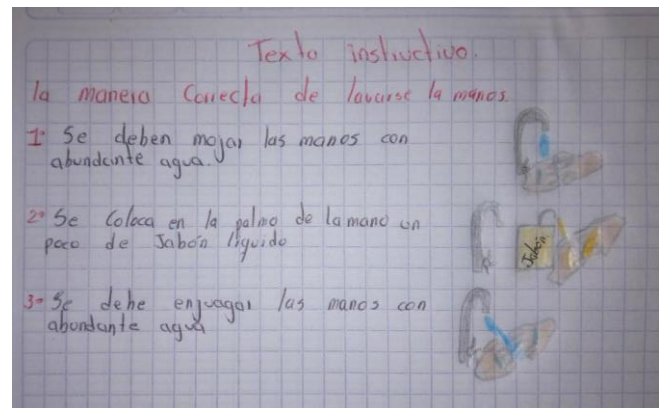 Texto instructivo.
la manera Correcta de lavarse la manos.
1° Se deben mojar las manos con
abundante agua.
2° Se Coloca en la palma de la mano un
poco de Jabón líquido
Jabón
3° Se debe enjuagar las manos con
abundante agua